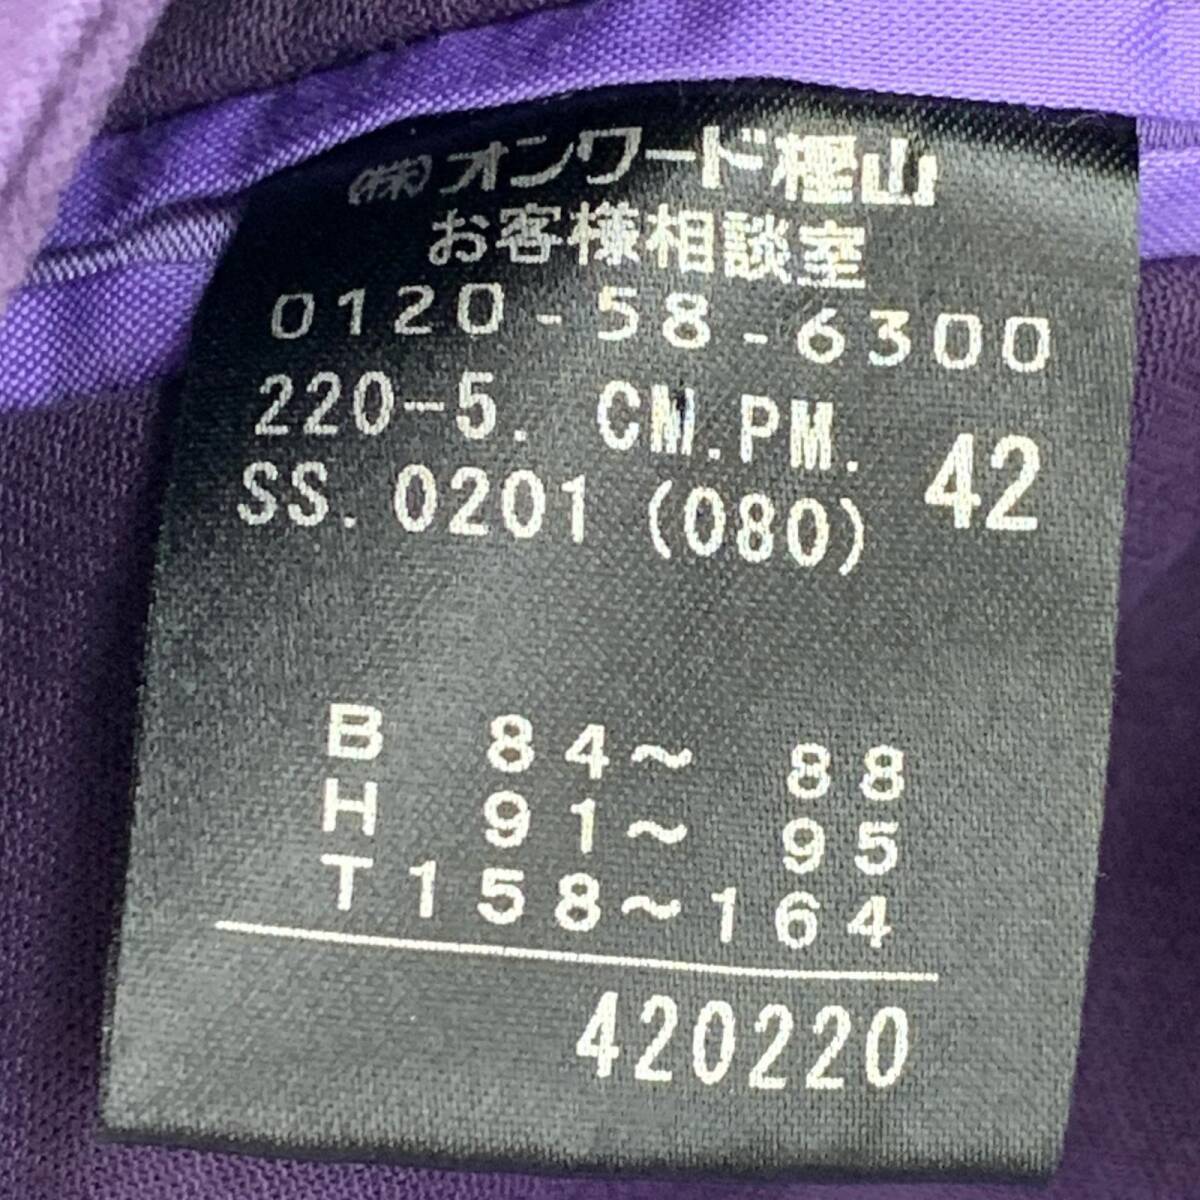 (株)オンワード樫山
お客様相談室
0120-58-6300
220-5. CM.PM. 42
SS. 0201 (080)
B 84~ 88
H 91~ 95
T158~164
420220